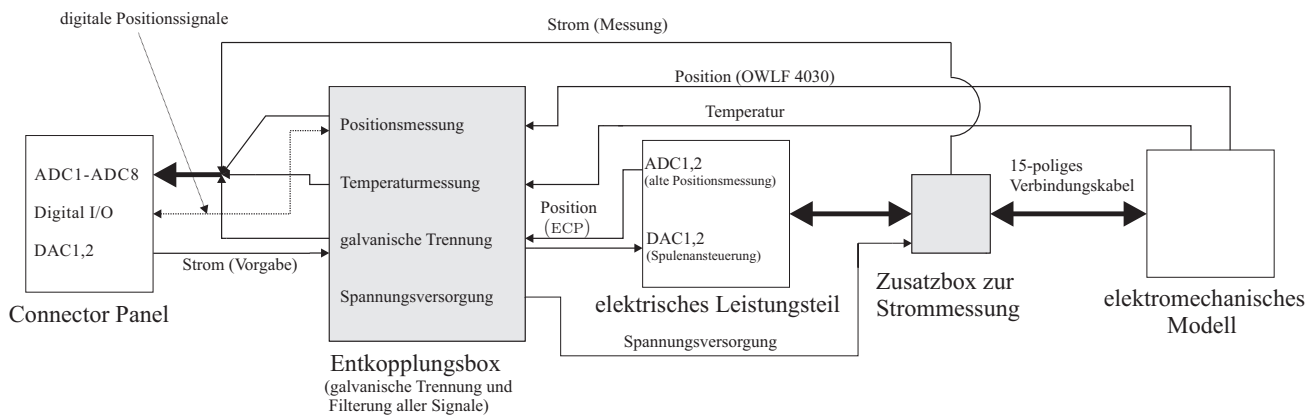 digitale Positionssignale
Strom (Messung)
Position (OWLF 4030)
Temperatur
ADC1-ADC8
Digital I/O
DAC1,2
Connector Panel
Strom (Vorgabe)
Positionsmessung
Temperaturmessung
galvanische Trennung
Spannungsversorgung
Entkopplungsbox
(galvanische Trennung und
Filterung aller Signale)
Position
(ECP)
ADC1,2
(alte Positionsmessung)
DAC1,2
(Spulenansteuerung)
elektrisches Leistungsteil
Spannungsversorgung
Zusatzbox zur
Strommessung
15-poliges
Verbindungskabel
elektromechanisches
Modell